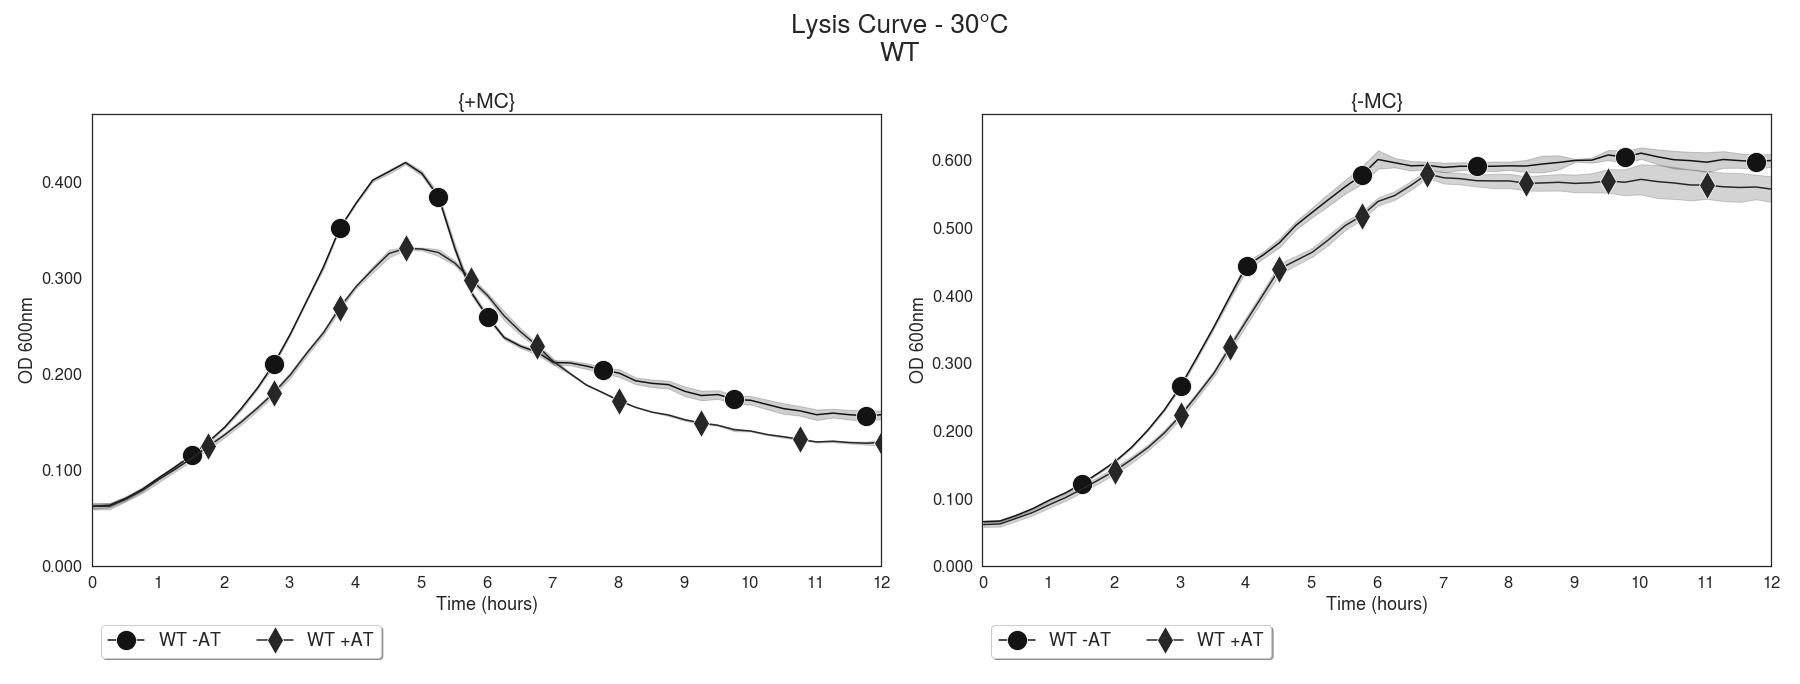 Lysis Curve - 30°C
WT
{+MC}
OD 600nm
0.400
0.300
0.200
0.100
0.000
0 1 2 3 4 5 6 7 8 9 10 11 12
Time (hours)
WT -AT WT +AT
{-MC}
OD 600nm
0.600
0.500
0.400
0.300
0.200
0.100
0.000
0 1 2 3 4 5 6 7 8 9 10 11 12
Time (hours)
WT -AT WT +AT